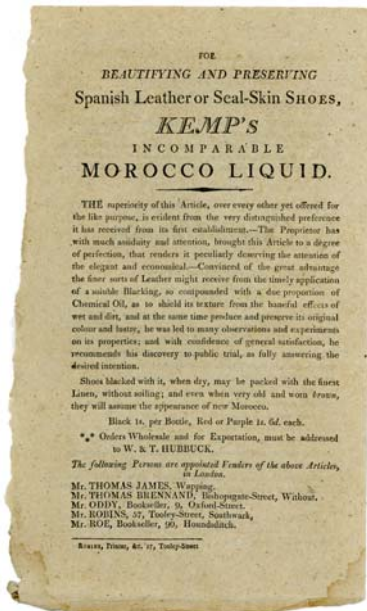 FOR
BEAUTIFYING AND PRESERVING
Spanish Leather or Seal-Skin SHOES,
KEMP'S
INCOMPARABLE
MOROCCO LIQUID.
THE superiority of this Article, over every other yet offered for
the like purpose, is evident from the very distinguished preference
it has received from its first establishment.—The Proprietor has
with much assiduity and attention, brought this Article to a degree
of perfection, that renders it peculiarly deserving the attention of
the elegant and economical.—Convinced of the great advantage
the finer sorts of Leather might receive from the timely application
of a soluble Blacking, so compounded with a due proportion of
Chemical Oil, as to shield its texture from the baneful effects of
wet and dirt, and at the same time produce and preserve its original
colour and lustre, he was led to many observations and experiments
on its properties; and with confidence of general satisfaction, he
recommends his discovery to public trial, as fully answering the
desired intention.
Shoes blacked with it, when dry, may be packed with the finest
Linen, without soiling; and even when very old and worn brown,
they will assume the appearance of new Morocco.
Black 1s. per Bottle, Red or Purple 1s. 6d. each.
*⁎* Orders Wholesale and for Exportation, must be addressed
to W. & T. HUBBUCK.
The following Persons are appointed Venders of the above Articles,
in London.
Mr. THOMAS JAMES, Wapping.
Mr. THOMAS BRENNAND, Bishopsgate-Street, Without.
Mr. ODDY, Bookseller, 9, Oxford-Street.
Mr. ROBINS, 57, Tooley-Street, Southwark,
Mr. ROE, Bookseller, 90, Houndsditch.
Printer, &c. Tooley-Street